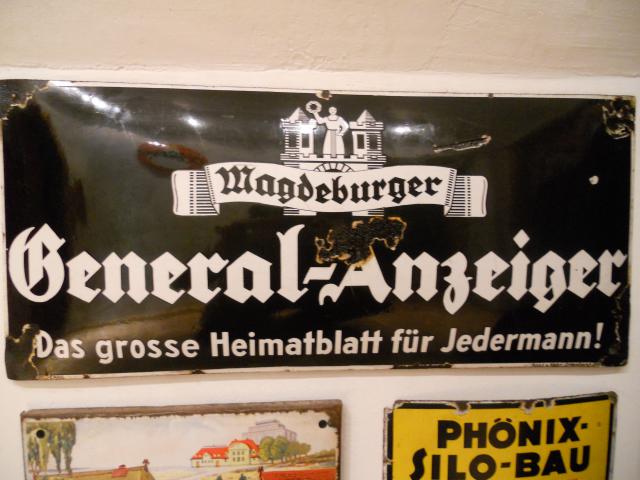 Magdeburger
General-Anzeiger
Das grosse Heimatblatt für Jedermann!
PHÖNIX-
SILO-BAU